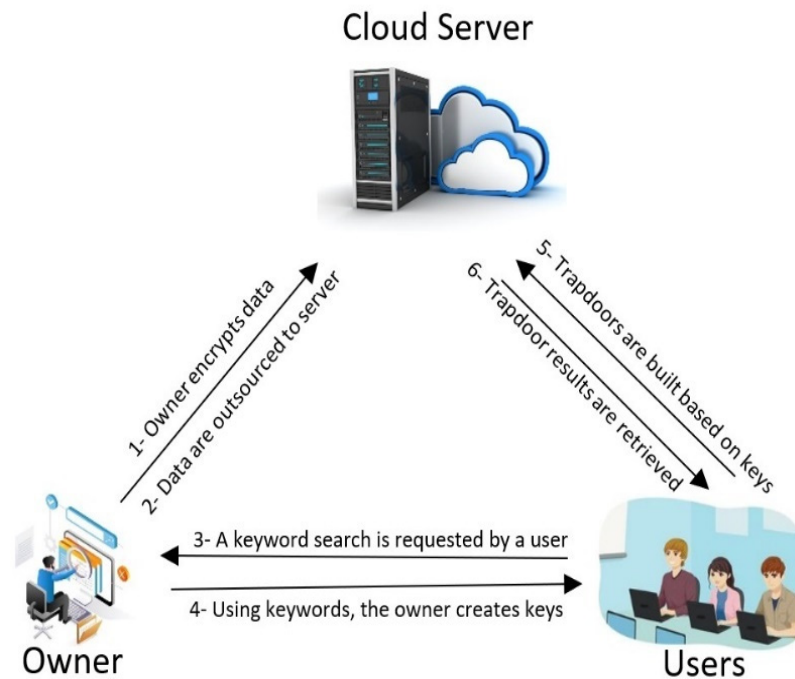 Cloud Server
1- Owner encrypts data
2- Data are outsourced to server
5- Trapdoors are built based on keys
6- Trapdoor results are retrieved
3- A keyword search is requested by a user
4- Using keywords, the owner creates keys
Owner
Users